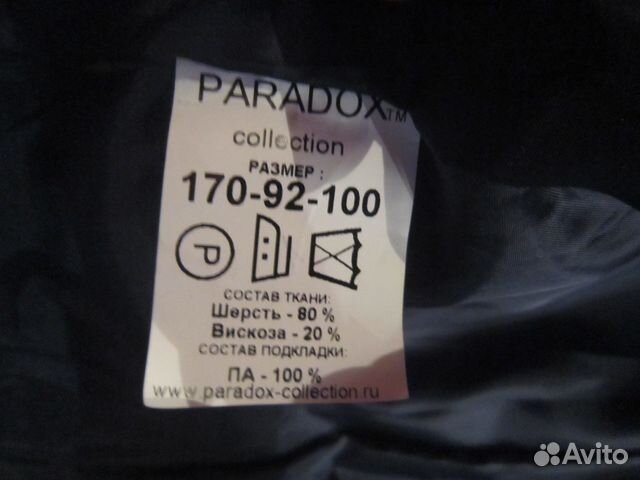 PARADOX™
collection
РАЗМЕР :
170-92-100
P
СОСТАВ ТКАНИ:
Шерсть - 80 %
Вискоза - 20 %
СОСТАВ ПОДКЛАДКИ:
ПА - 100 %
www.paradox-collection.ru
Avito